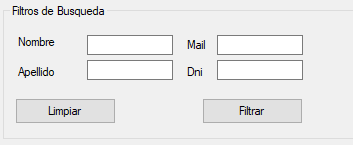 Filtros de Busqueda
Nombre Mail
Apellido Dni
Limpiar Filtrar